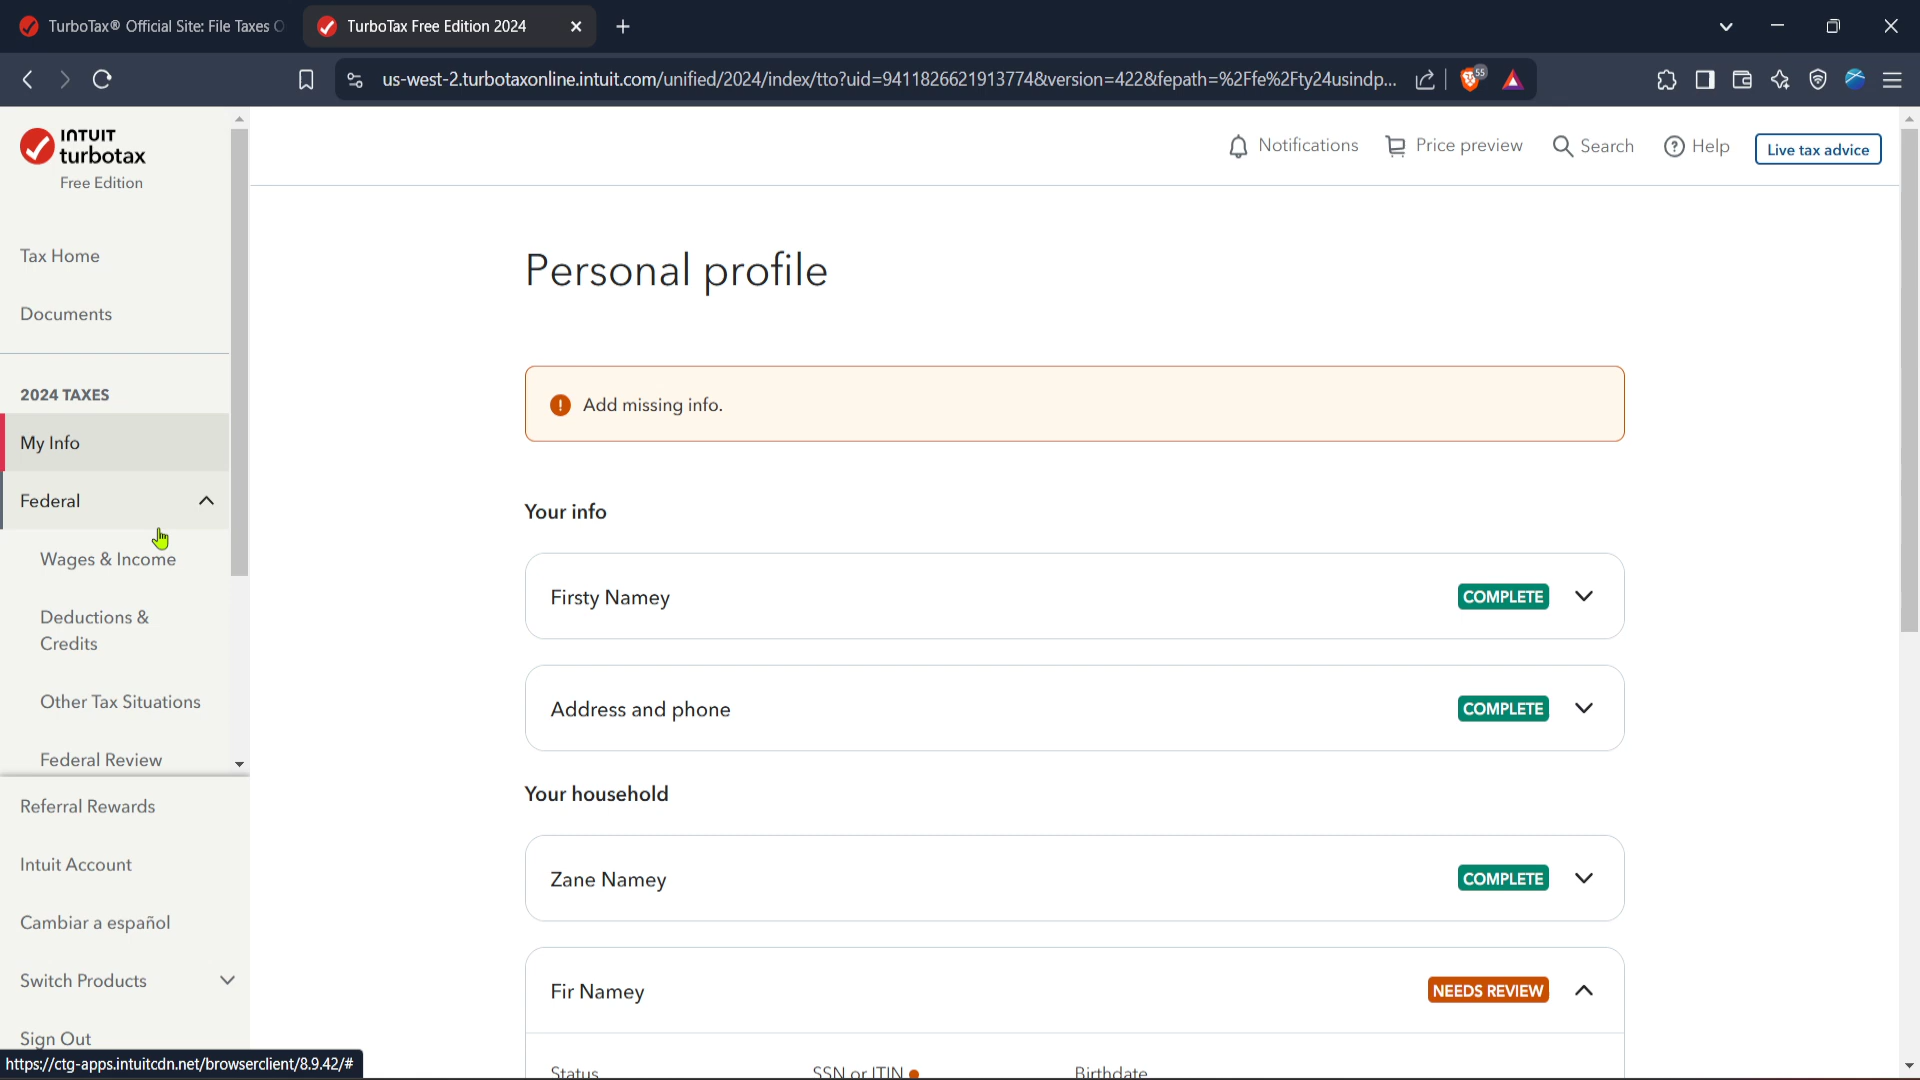 TurboTax® Official Site: File Taxes O
TurboTax Free Edition 2024
us-west-2.turbotaxonline.intuit.com/unified/2024/index/tto?uid=9411826621913774&version=422&fepath=%2Ffe%2Fty24usindp...
55
INTUIT
turbotax
Free Edition
Notifications
Price preview
Search
Help
Live tax advice
Tax Home
Documents
2024 TAXES
My Info
Federal
Wages & Income
Deductions &
Credits
Other Tax Situations
Federal Review
Referral Rewards
Intuit Account
Cambiar a español
Switch Products
Sign Out
https://ctg-apps.intuitcdn.net/browserclient/8.9.42/#
Personal profile
Add missing info.
Your info
Firsty Namey COMPLETE
Address and phone COMPLETE
Your household
Zane Namey COMPLETE
Fir Namey NEEDS REVIEW
Status SSN or ITIN Birthdate